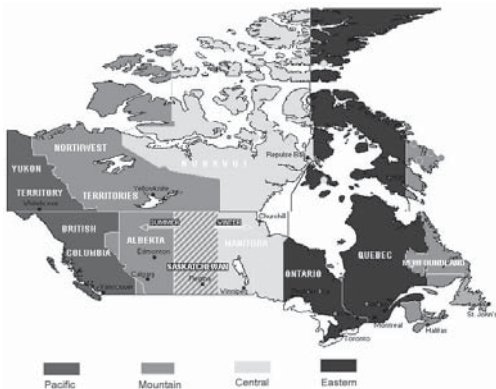 Repulse Bay
NORTHWEST
NUNAVUT
YUKON
TERRITORY
TERRITORIES
Yellowknife
Whitehorse
Churchill
BRITISH
COLUMBIA
SUMMER
WINTER
ALBERTA
MANITOBA
Edmonton
SASKATCHEWAN
Calgary
Vancouver
Winnipeg
ONTARIO
QUEBEC
NEWFOUNDLAND
St. John's
Montreal
Halifax
Toronto
Pacific
Mountain
Central
Eastern